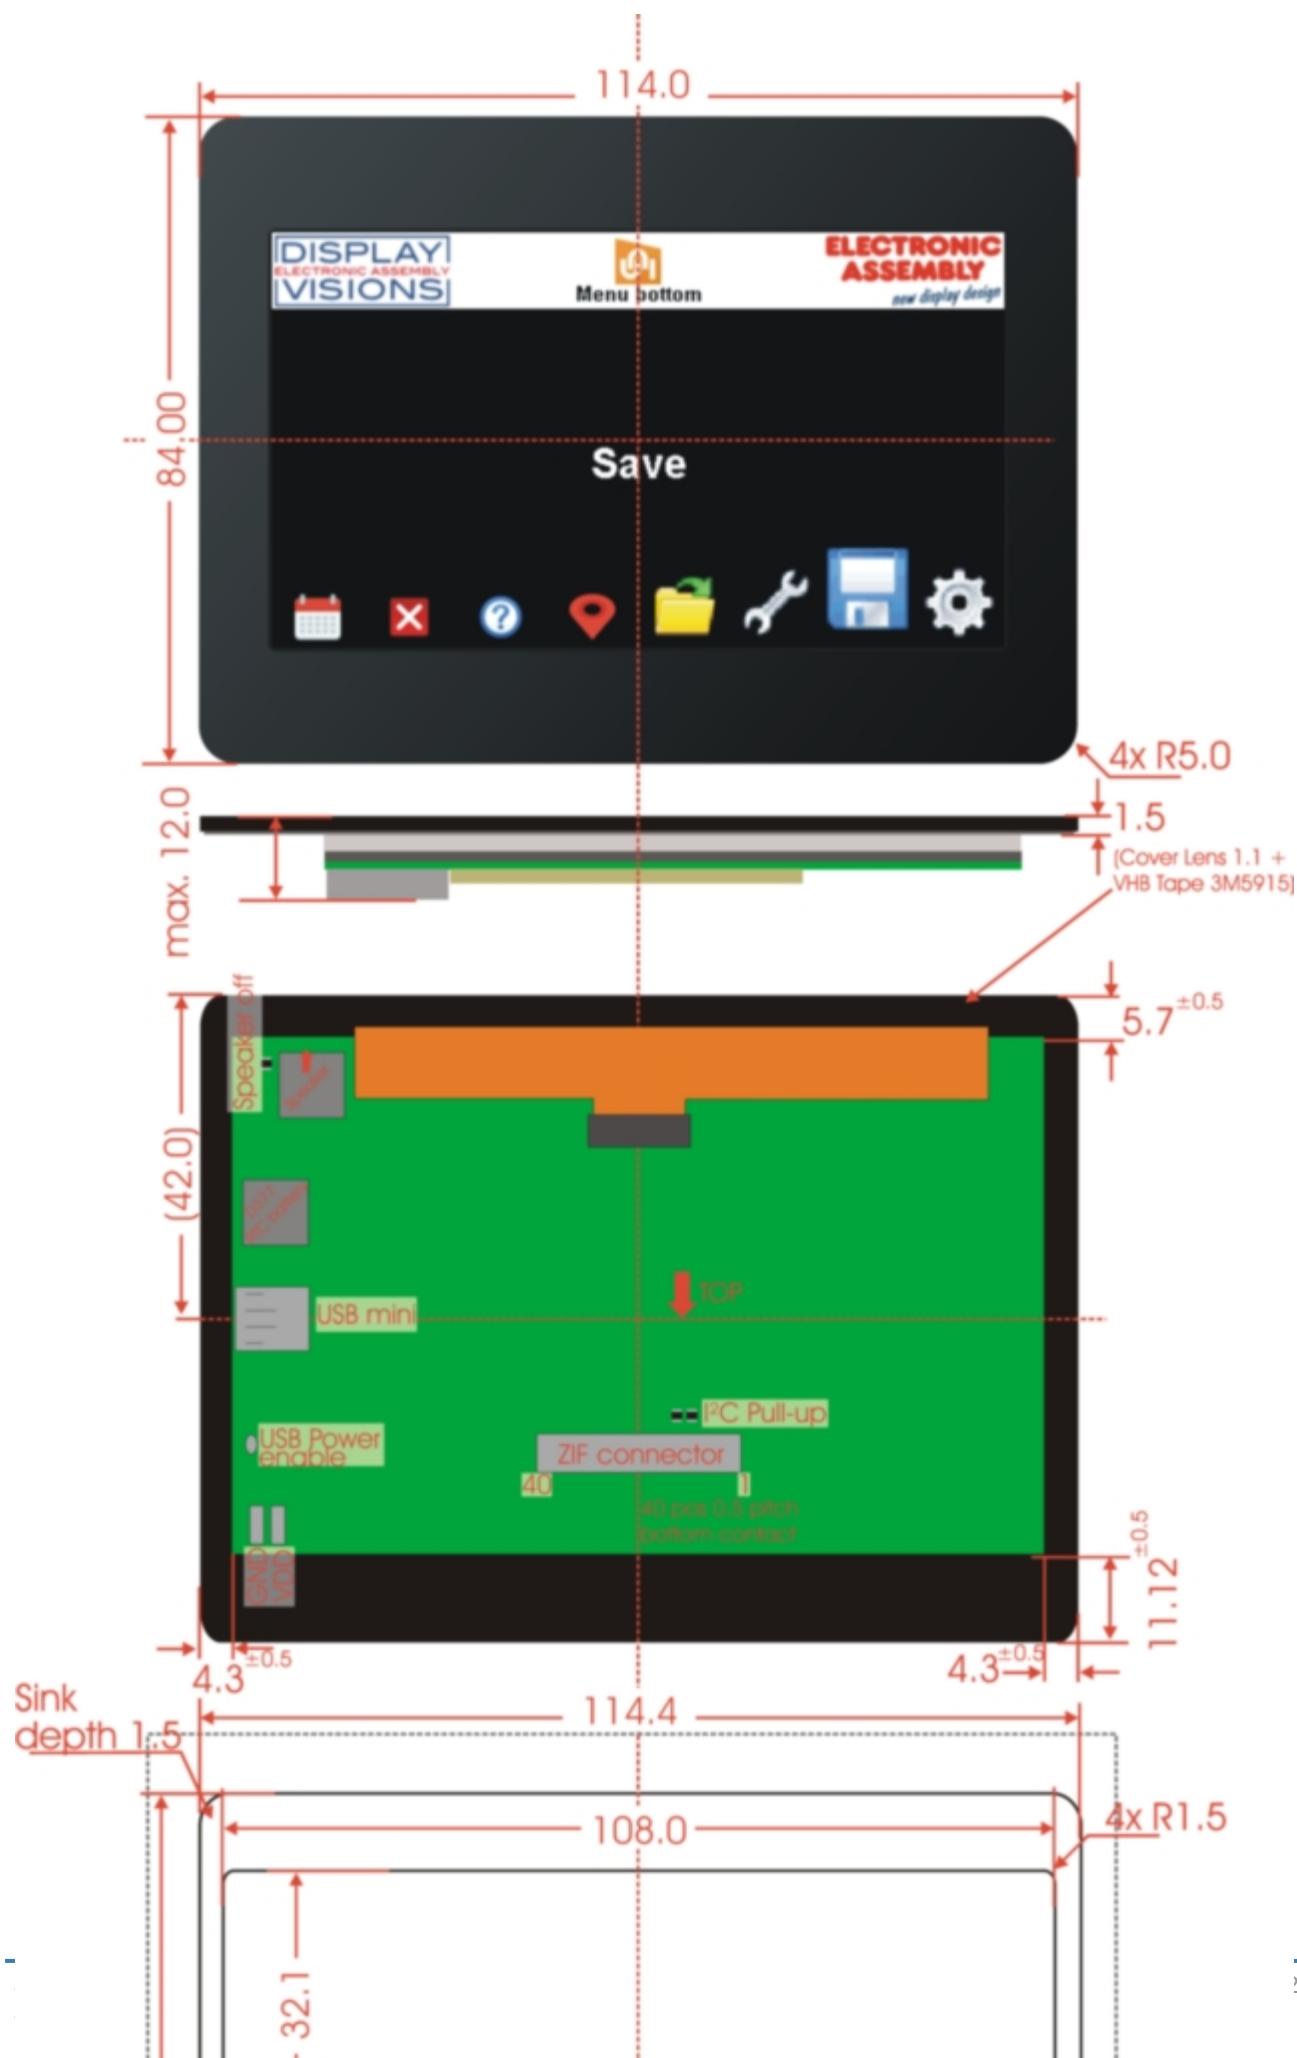 114.0
DISPLAY
ELECTRONIC ASSEMBLY
VISIONS
Menu bottom
ELECTRONIC
ASSEMBLY
new display design
84.00
Save
4x R5.0
max. 12.0
1.5
(Cover Lens 1.1 +
VHB Tape 3M5915)
Speaker off
Speaker
5.7 ±0.5
(42.0)
battery
USB mini
TOP
I²C Pull-up
USB Power
enable
ZIF connector
40
1
40 pos 0.5 pitch
bottom contact
GND
VDD
11.12 ±0.5
4.3 ±0.5
4.3 ±0.5
Sink
depth 1.5
114.4
108.0
4x R1.5
32.1